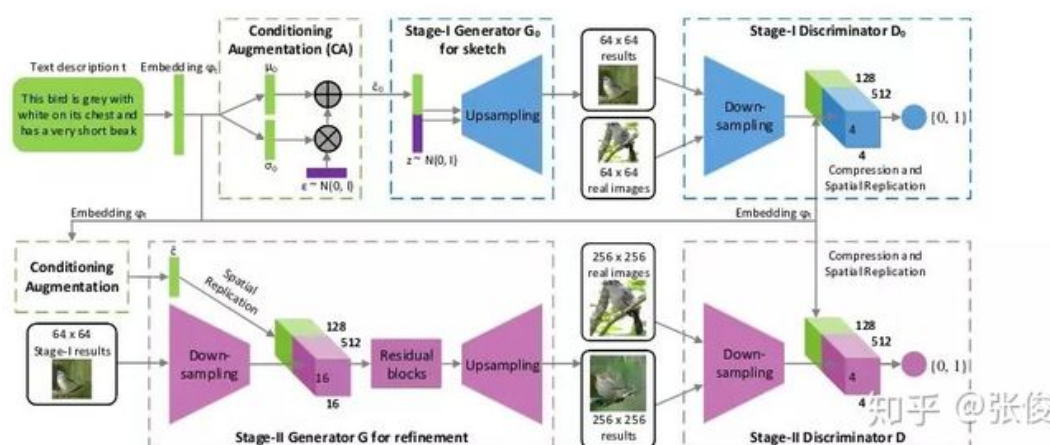 Text description t
This bird is grey with
white on its chest and
has a very short beak
Embedding φₜ
Conditioning
Augmentation (CA)
μ₀
σ₀
ε ~ N(0, I)
ĉ₀
Stage-I Generator G₀
for sketch
z ~ N(0, I)
Upsampling
64 x 64
results
64 x 64
real images
Stage-I Discriminator D₀
Down-
sampling
128
512
4
4
{0, 1}
Compression and
Spatial Replication
Embedding φₜ
Embedding φₜ
Conditioning
Augmentation
64 x 64
Stage-I results
ĉ
Spatial
Replication
Down-
sampling
128
512
16
16
Residual
blocks
Upsampling
Stage-II Generator G for refinement
256 x 256
real images
256 x 256
results
Compression and
Spatial Replication
Down-
sampling
128
512
4
4
{0, 1}
Stage-II Discriminator D
知乎 @张俊